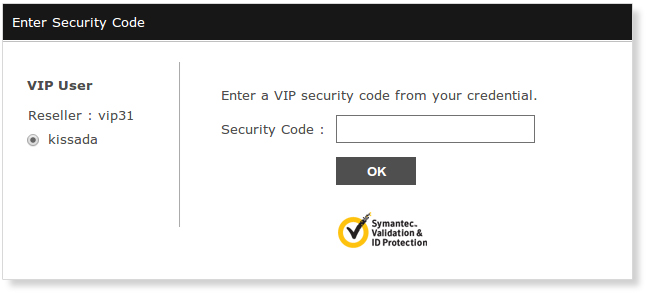 Enter Security Code
VIP User
Reseller : vip31
kissada
Enter a VIP security code from your credential.
Security Code :
OK
Symantec™
Validation &
ID Protection